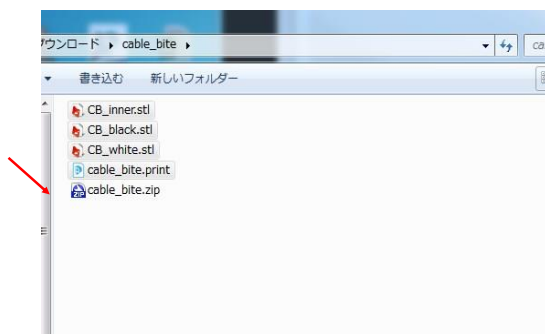 ウンロード ▸ cable_bite ▸
書き込む 新しいフォルダー
CB_inner.stl
CB_black.stl
CB_white.stl
cable_bite.print
cable_bite.zip